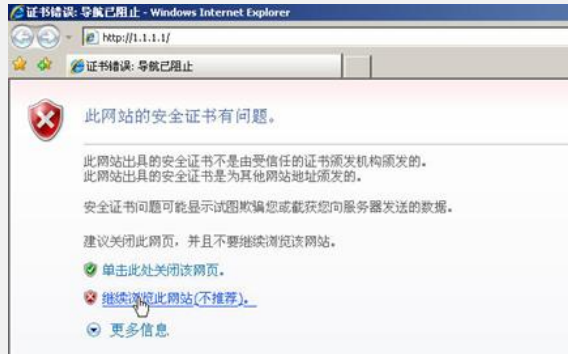 证书错误: 导航已阻止 - Windows Internet Explorer
http://1.1.1.1/
证书错误: 导航已阻止
此网站的安全证书有问题。
此网站出具的安全证书不是由受信任的证书颁发机构颁发的。
此网站出具的安全证书是为其他网站地址颁发的。
安全证书问题可能显示试图欺骗您或截获您向服务器发送的数据。
建议关闭此网页，并且不要继续浏览该网站。
单击此处关闭该网页。
继续浏览此网站(不推荐)。
更多信息